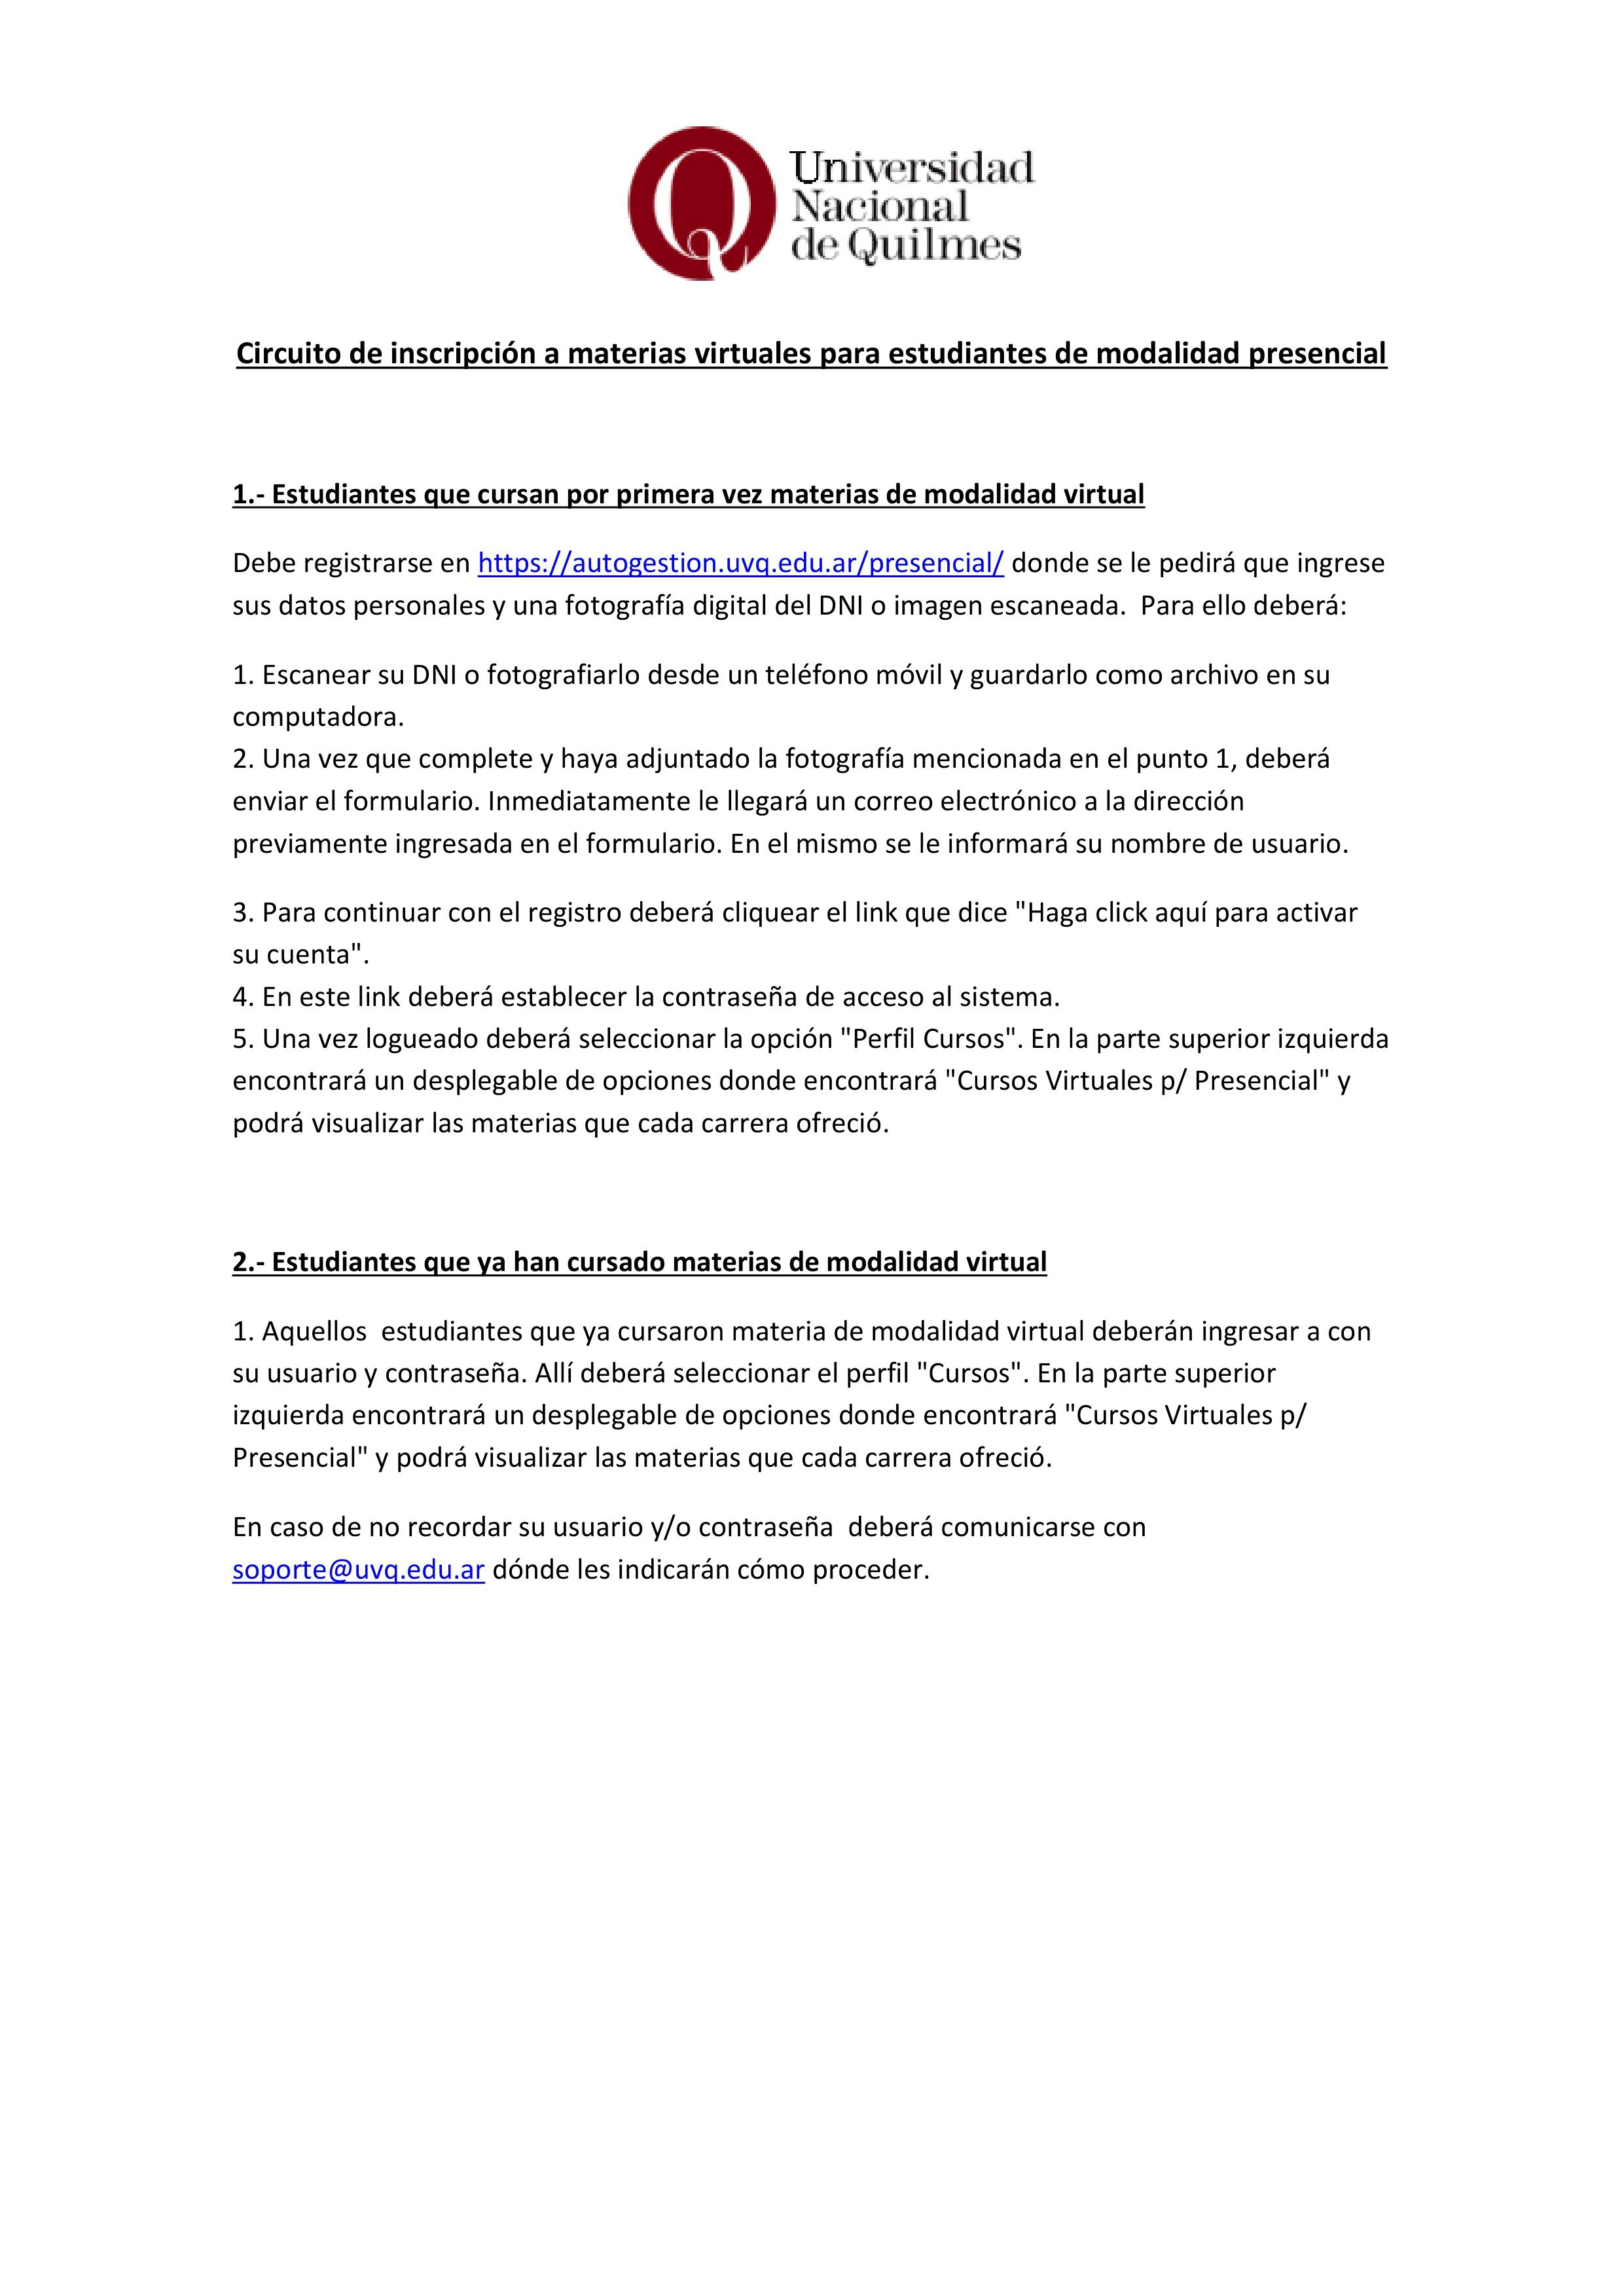 Universidad
Nacional
de Quilmes
Circuito de inscripción a materias virtuales para estudiantes de modalidad presencial
1.- Estudiantes que cursan por primera vez materias de modalidad virtual
Debe registrarse en https://autogestion.uvq.edu.ar/presencial/ donde se le pedirá que ingrese
sus datos personales y una fotografía digital del DNI o imagen escaneada.  Para ello deberá:
1. Escanear su DNI o fotografiarlo desde un teléfono móvil y guardarlo como archivo en su
computadora.
2. Una vez que complete y haya adjuntado la fotografía mencionada en el punto 1, deberá
enviar el formulario. Inmediatamente le llegará un correo electrónico a la dirección
previamente ingresada en el formulario. En el mismo se le informará su nombre de usuario.
3. Para continuar con el registro deberá cliquear el link que dice "Haga click aquí para activar
su cuenta".
4. En este link deberá establecer la contraseña de acceso al sistema.
5. Una vez logueado deberá seleccionar la opción "Perfil Cursos". En la parte superior izquierda
encontrará un desplegable de opciones donde encontrará "Cursos Virtuales p/ Presencial" y
podrá visualizar las materias que cada carrera ofreció.
2.- Estudiantes que ya han cursado materias de modalidad virtual
1. Aquellos  estudiantes que ya cursaron materia de modalidad virtual deberán ingresar a con
su usuario y contraseña. Allí deberá seleccionar el perfil "Cursos". En la parte superior
izquierda encontrará un desplegable de opciones donde encontrará "Cursos Virtuales p/
Presencial" y podrá visualizar las materias que cada carrera ofreció.
En caso de no recordar su usuario y/o contraseña  deberá comunicarse con
soporte@uvq.edu.ar dónde les indicarán cómo proceder.